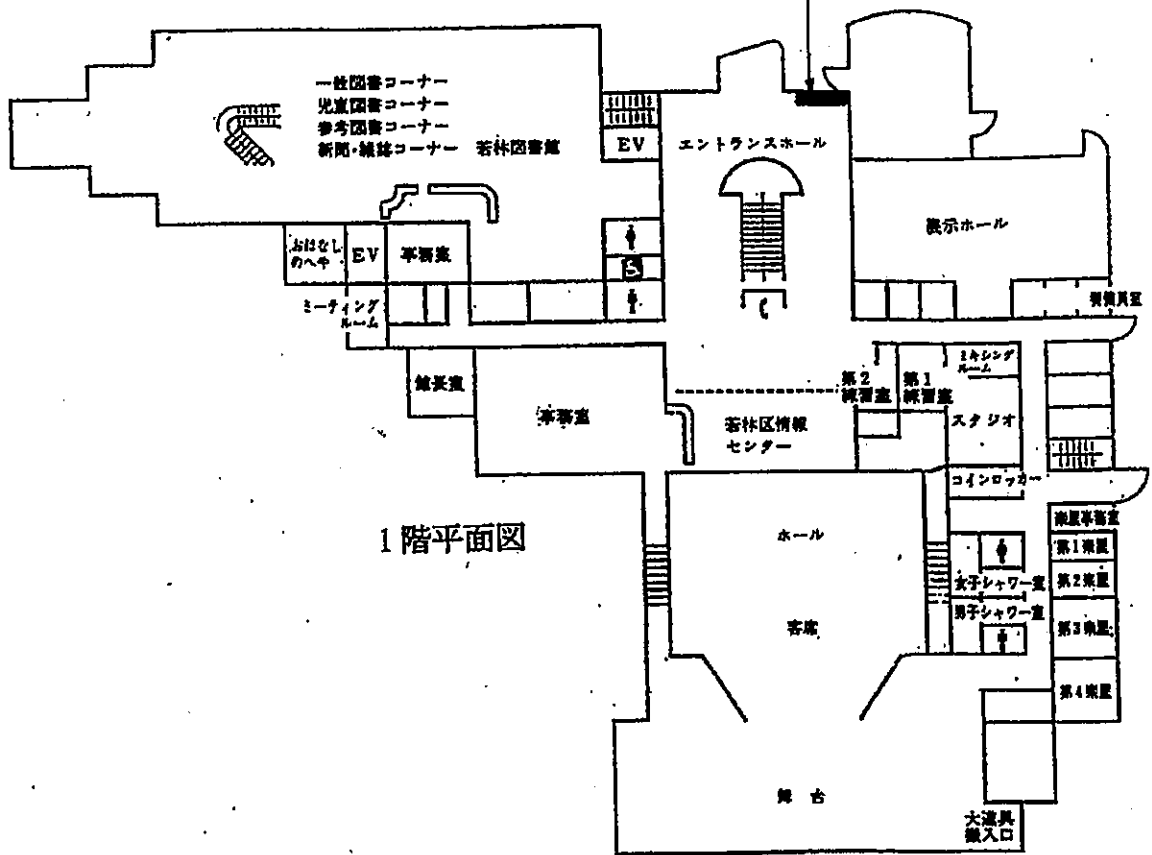 一般図書コーナー
児童図書コーナー
参考図書コーナー
新聞・雑誌コーナー 若林図書館
EV
エントランスホール
展示ホール
おはなし
のへや
EV
事務室
ミーティング
ルーム
館長室
事務室
第2
練習室
第1
練習室
ミキシング
ルーム
スタジオ
若林区情報
センター
コインロッカー
1階平面図
ホール
客席
女子シャワー室
男子シャワー室
楽屋事務室
第1楽屋
第2楽屋
第3楽屋
第4楽屋
舞台
大道具
搬入口